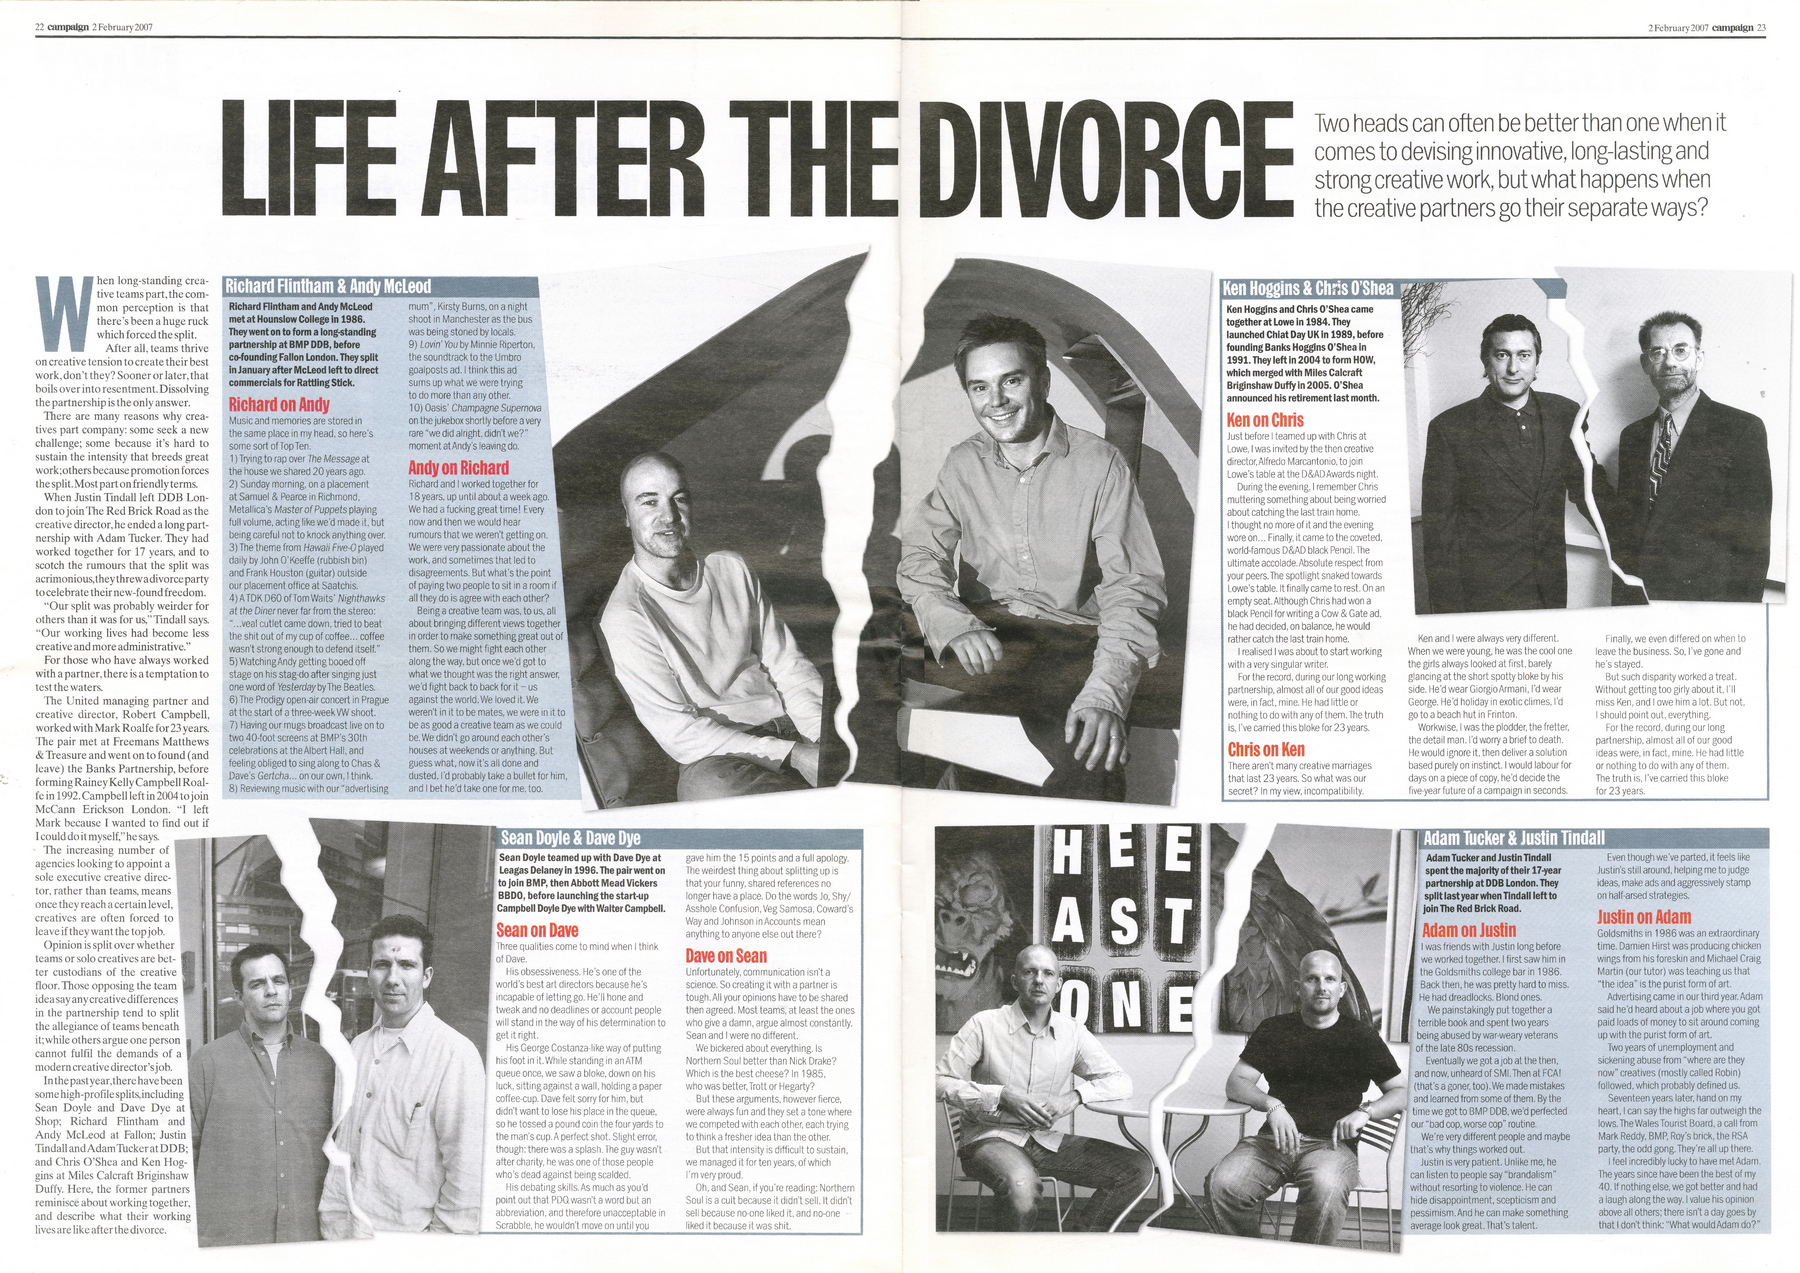 22 campaign 2 February 2007
2 February 2007 campaign 23
LIFE AFTER THE DIVORCE
Two heads can often be better than one when it
comes to devising innovative, long-lasting and
strong creative work, but what happens when
the creative partners go their separate ways?
When long-standing crea-
tive teams part, the com-
mon perception is that
there's been a huge ruck
which forced the split.
After all, teams thrive
on creative tension to create their best
work, don't they? Sooner or later, that
boils over into resentment. Dissolving
the partnership is the only answer.
There are many reasons why crea-
tives part company: some seek a new
challenge; some because it's hard to
sustain the intensity that breeds great
work; others because promotion forces
the split. Most part on friendly terms.
When Justin Tindall left DDB Lon-
don to join The Red Brick Road as the
creative director, he ended a long part-
nership with Adam Tucker. They had
worked together for 17 years, and to
scotch the rumours that the split was
acrimonious, they threw a divorce party
to celebrate their new-found freedom.
"Our split was probably weirder for
others than it was for us," Tindall says.
"Our working lives had become less
creative and more administrative."
For those who have always worked
with a partner, there is a temptation to
test the waters.
The United managing partner and
creative director, Robert Campbell,
worked with Mark Roalfe for 23 years.
The pair met at Freemans Matthews
& Treasure and went on to found (and
leave) the Banks Partnership, before
forming Rainey Kelly Campbell Roal-
fe in 1992. Campbell left in 2004 to join
McCann Erickson London. "I left
Mark because I wanted to find out if
I could do it myself," he says.
The increasing number of
agencies looking to appoint a
sole executive creative direc-
tor, rather than teams, means
once they reach a certain level,
creatives are often forced to
leave if they want the top job.
Opinion is split over whether
teams or solo creatives are bet-
ter custodians of the creative
floor. Those opposing the team
idea say any creative differences
in the partnership tend to split
the allegiance of teams beneath
it; while others argue one person
cannot fulfil the demands of a
modern creative director's job.
In the past year, there have been
some high-profile splits, including
Sean Doyle and Dave Dye at
Shop; Richard Flintham and
Andy McLeod at Fallon; Justin
Tindall and Adam Tucker at DDB;
and Chris O'Shea and Ken Hog-
gins at Miles Calcraft Briginshaw
Duffy. Here, the former partners
reminisce about working together,
and describe what their working
lives are like after the divorce.
Richard Flintham & Andy McLeod
Richard Flintham and Andy McLeod
met at Hounslow College in 1986.
They went on to form a long-standing
partnership at BMP DDB, before
co-founding Fallon London. They split
in January after McLeod left to direct
commercials for Rattling Stick.
Richard on Andy
Music and memories are stored in
the same place in my head, so here's
some sort of Top Ten.
1) Trying to rap over The Message at
the house we shared 20 years ago.
2) Sunday morning, on a placement
at Samuel & Pearce in Richmond,
Metallica's Master of Puppets playing
full volume, acting like we'd made it, but
being careful not to knock anything over.
3) The theme from Hawaii Five-O played
daily by John O'Keeffe (rubbish bin)
and Frank Houston (guitar) outside
our placement office at Saatchis.
4) A TDK D60 of Tom Waits' Nighthawks
at the Diner never far from the stereo:
"...veal cutlet came down, tried to beat
the shit out of my cup of coffee... coffee
wasn't strong enough to defend itself."
5) Watching Andy getting booed off
stage on his stag-do after singing just
one word of Yesterday by The Beatles.
6) The Prodigy open-air concert in Prague
at the start of a three-week VW shoot.
7) Having our mugs broadcast live on to
two 40-foot screens at BMP's 30th
celebrations at the Albert Hall, and
feeling obliged to sing along to Chas &
Dave's Gertcha... on our own, I think.
8) Reviewing music with our "advertising
mum", Kirsty Burns, on a night
shoot in Manchester as the bus
was being stoned by locals.
9) Lovin' You by Minnie Riperton,
the soundtrack to the Umbro
goalposts ad. I think this ad
sums up what we were trying
to do more than any other.
10) Oasis' Champagne Supernova
on the jukebox shortly before a very
rare "we did alright, didn't we?"
moment at Andy's leaving do.
Andy on Richard
Richard and I worked together for
18 years, up until about a week ago.
We had a fucking great time! Every
now and then we would hear
rumours that we weren't getting on.
We were very passionate about the
work, and sometimes that led to
disagreements. But what's the point
of paying two people to sit in a room if
all they do is agree with each other?
Being a creative team was, to us, all
about bringing different views together
in order to make something great out of
them. So we might fight each other
along the way, but once we'd got to
what we thought was the right answer,
we'd fight back to back for it – us
against the world. We loved it. We
weren't in it to be mates, we were in it to
be as good a creative team as we could
be. We didn't go around each other's
houses at weekends or anything. But
guess what, now it's all done and
dusted, I'd probably take a bullet for him,
and I bet he'd take one for me, too.
Ken Hoggins & Chris O'Shea
Ken Hoggins and Chris O'Shea came
together at Lowe in 1984. They
launched Chiat Day UK in 1989, before
founding Banks Hoggins O'Shea in
1991. They left in 2004 to form HOW,
which merged with Miles Calcraft
Briginshaw Duffy in 2005. O'Shea
announced his retirement last month.
Ken on Chris
Just before I teamed up with Chris at
Lowe, I was invited by the then creative
director, Alfredo Marcantonio, to join
Lowe's table at the D&AD Awards night.
During the evening, I remember Chris
muttering something about being worried
about catching the last train home.
I thought no more of it and the evening
wore on... Finally, it came to the coveted,
world-famous D&AD black Pencil. The
ultimate accolade. Absolute respect from
your peers. The spotlight snaked towards
Lowe's table. It finally came to rest. On an
empty seat. Although Chris had won a
black Pencil for writing a Cow & Gate ad,
he had decided, on balance, he would
rather catch the last train home.
I realised I was about to start working
with a very singular writer.
For the record, during our long working
partnership, almost all of our good ideas
were, in fact, mine. He had little or
nothing to do with any of them. The truth
is, I've carried this bloke for 23 years.
Chris on Ken
There aren't many creative marriages
that last 23 years. So what was our
secret? In my view, incompatibility.
Ken and I were always very different.
When we were young, he was the cool one
the girls always looked at first, barely
glancing at the short spotty bloke by his
side. He'd wear Giorgio Armani, I'd wear
George. He'd holiday in exotic climes, I'd
go to a beach hut in Frinton.
Workwise, I was the plodder, the fretter,
the detail man. I'd worry a brief to death.
He would ignore it, then deliver a solution
based purely on instinct. I would labour for
days on a piece of copy, he'd decide the
five-year future of a campaign in seconds.
Finally, we even differed on when to
leave the business. So, I've gone and
he's stayed.
But such disparity worked a treat.
Without getting too girly about it, I'll
miss Ken, and I owe him a lot. But not,
I should point out, everything.
For the record, during our long
partnership, almost all of our good
ideas were, in fact, mine. He had little
or nothing to do with any of them.
The truth is, I've carried this bloke
for 23 years.
Sean Doyle & Dave Dye
Sean Doyle teamed up with Dave Dye at
Leagas Delaney in 1996. The pair went on
to join BMP, then Abbott Mead Vickers
BBDO, before launching the start-up
Campbell Doyle Dye with Walter Campbell.
Sean on Dave
Three qualities come to mind when I think
of Dave.
His obsessiveness. He's one of the
world's best art directors because he's
incapable of letting go. He'll hone and
tweak and no deadlines or account people
will stand in the way of his determination to
get it right.
His George Costanza-like way of putting
his foot in it. While standing in an ATM
queue once, we saw a bloke, down on his
luck, sitting against a wall, holding a paper
coffee-cup. Dave felt sorry for him, but
didn't want to lose his place in the queue,
so he tossed a pound coin the four yards to
the man's cup. A perfect shot. Slight error,
though: there was a splash. The guy wasn't
after charity, he was one of those people
who's dead against being scalded.
His debating skills. As much as you'd
point out that PDQ wasn't a word but an
abbreviation, and therefore unacceptable in
Scrabble, he wouldn't move on until you
gave him the 15 points and a full apology.
The weirdest thing about splitting up is
that your funny, shared references no
longer have a place. Do the words Jo, Shy/
Asshole Confusion, Veg Samosa, Coward's
Way and Johnson in Accounts mean
anything to anyone else out there?
Dave on Sean
Unfortunately, communication isn't a
science. So creating it with a partner is
tough. All your opinions have to be shared
then agreed. Most teams, at least the ones
who give a damn, argue almost constantly.
Sean and I were no different.
We bickered about everything. Is
Northern Soul better than Nick Drake?
Which is the best cheese? In 1985,
who was better, Trott or Hegarty?
But these arguments, however fierce,
were always fun and they set a tone where
we competed with each other, each trying
to think a fresher idea than the other.
But that intensity is difficult to sustain,
we managed it for ten years, of which
I'm very proud.
Oh, and Sean, if you're reading: Northern
Soul is a cult because it didn't sell. It didn't
sell because no-one liked it, and no-one
liked it because it was shit.
HEE
AST
ONE
Adam Tucker & Justin Tindall
Adam Tucker and Justin Tindall
spent the majority of their 17-year
partnership at DDB London. They
split last year when Tindall left to
join The Red Brick Road.
Adam on Justin
I was friends with Justin long before
we worked together. I first saw him in
the Goldsmiths college bar in 1986.
Back then, he was pretty hard to miss.
He had dreadlocks. Blond ones.
We painstakingly put together a
terrible book and spent two years
being abused by war-weary veterans
of the late 80s recession.
Eventually we got a job at the then,
and now, unheard of SMI. Then at FCA!
(that's a goner, too). We made mistakes
and learned from some of them. By the
time we got to BMP DDB, we'd perfected
our "bad cop, worse cop" routine.
We're very different people and maybe
that's why things worked out.
Justin is very patient. Unlike me, he
can listen to people say "brandalism"
without resorting to violence. He can
hide disappointment, scepticism and
pessimism. And he can make something
average look great. That's talent.
Even though we've parted, it feels like
Justin's still around, helping me to judge
ideas, make ads and aggressively stamp
on half-arsed strategies.
Justin on Adam
Goldsmiths in 1986 was an extraordinary
time. Damien Hirst was producing chicken
wings from his foreskin and Michael Craig
Martin (our tutor) was teaching us that
"the idea" is the purist form of art.
Advertising came in our third year. Adam
said he'd heard about a job where you got
paid loads of money to sit around coming
up with the purist form of art.
Two years of unemployment and
sickening abuse from "where are they
now" creatives (mostly called Robin)
followed, which probably defined us.
Seventeen years later, hand on my
heart, I can say the highs far outweigh the
lows. The Wales Tourist Board, a call from
Mark Reddy, BMP, Roy's brick, the RSA
party, the odd gong. They're all up there.
I feel incredibly lucky to have met Adam.
The years since have been the best of my
40. If nothing else, we got better and had
a laugh along the way. I value his opinion
above all others; there isn't a day goes by
that I don't think: "What would Adam do?"